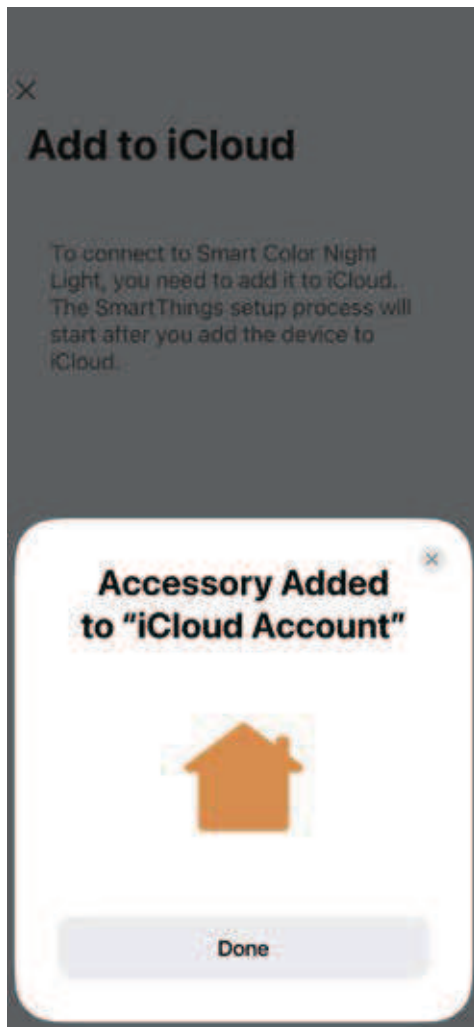 Add to iCloud
To connect to Smart Color Night
Light, you need to add it to iCloud.
The SmartThings setup process will
start after you add the device to
iCloud.
Accessory Added
to “iCloud Account”
Done